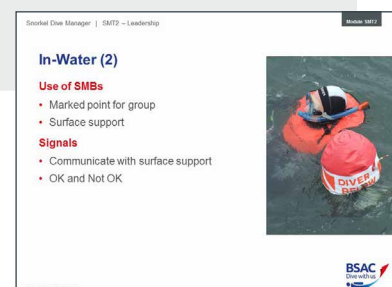 Snorkel Dive Manager | SMT2 – Leadership
Module SMT2
In-Water (2)
Use of SMBs
• Marked point for group
• Surface support
Signals
• Communicate with surface support
• OK and Not OK
DIVER
BELOW
BSAC
Dive with us